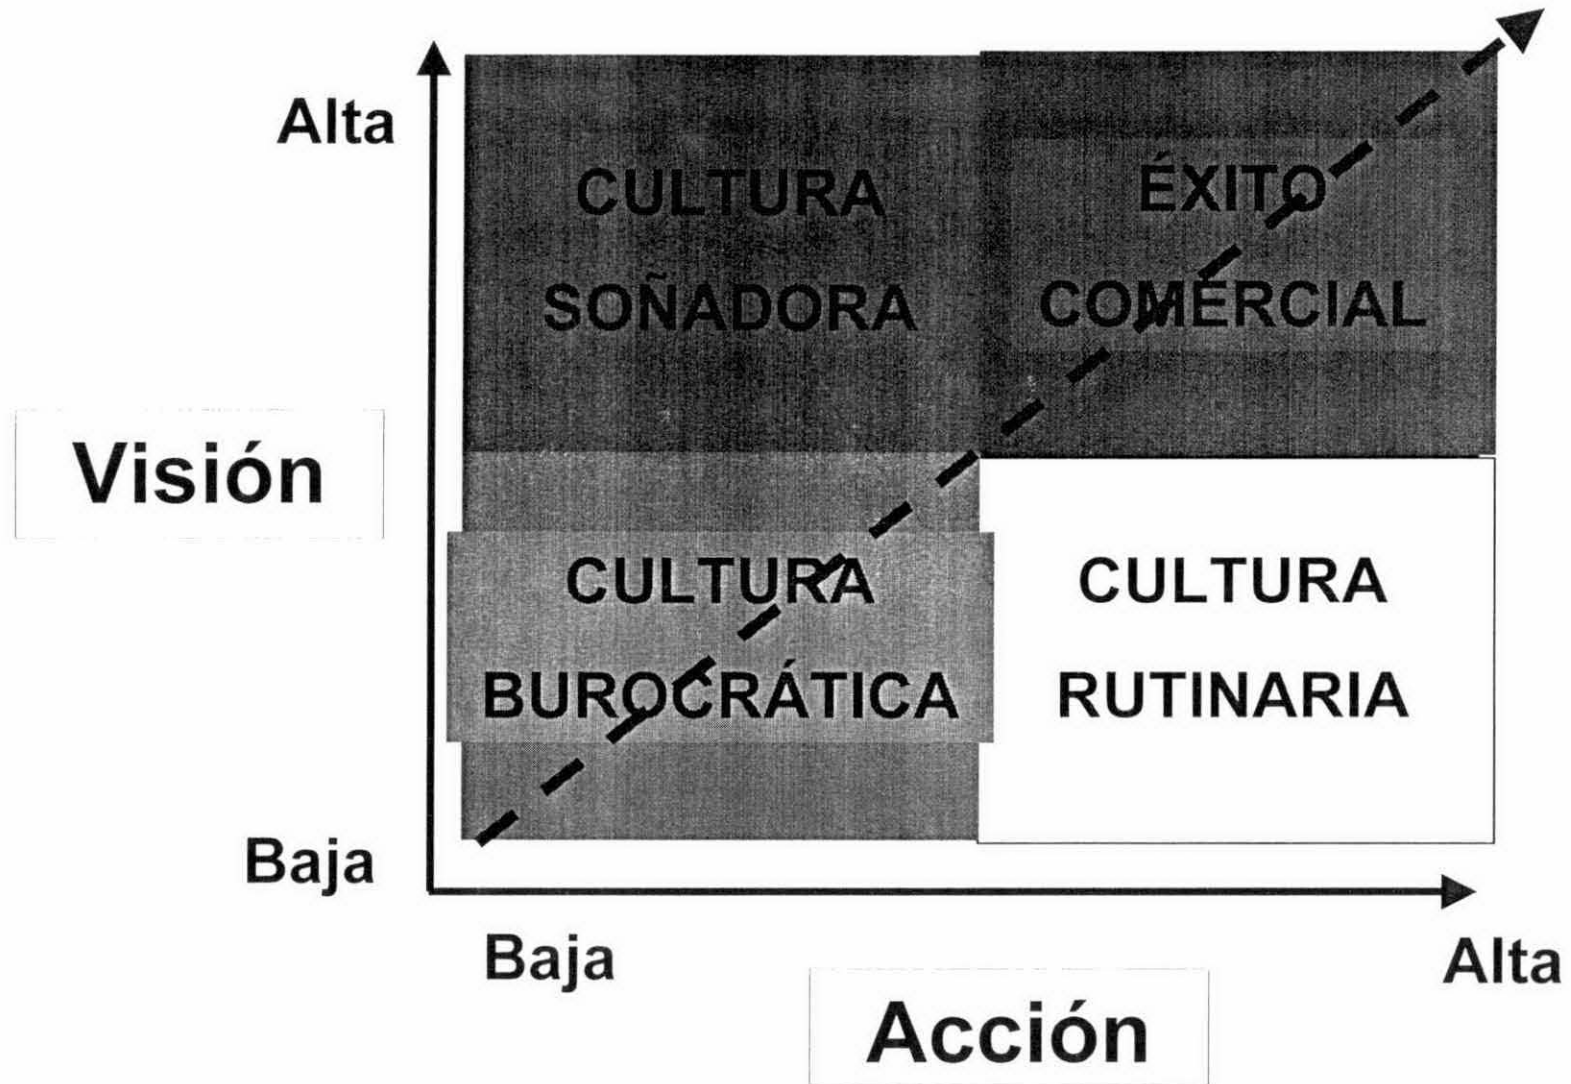 Alta
CULTURA
SOÑADORA
ÉXITO
COMERCIAL
Visión
CULTURA
BUROCRÁTICA
CULTURA
RUTINARIA
Baja
Baja
Alta
Acción